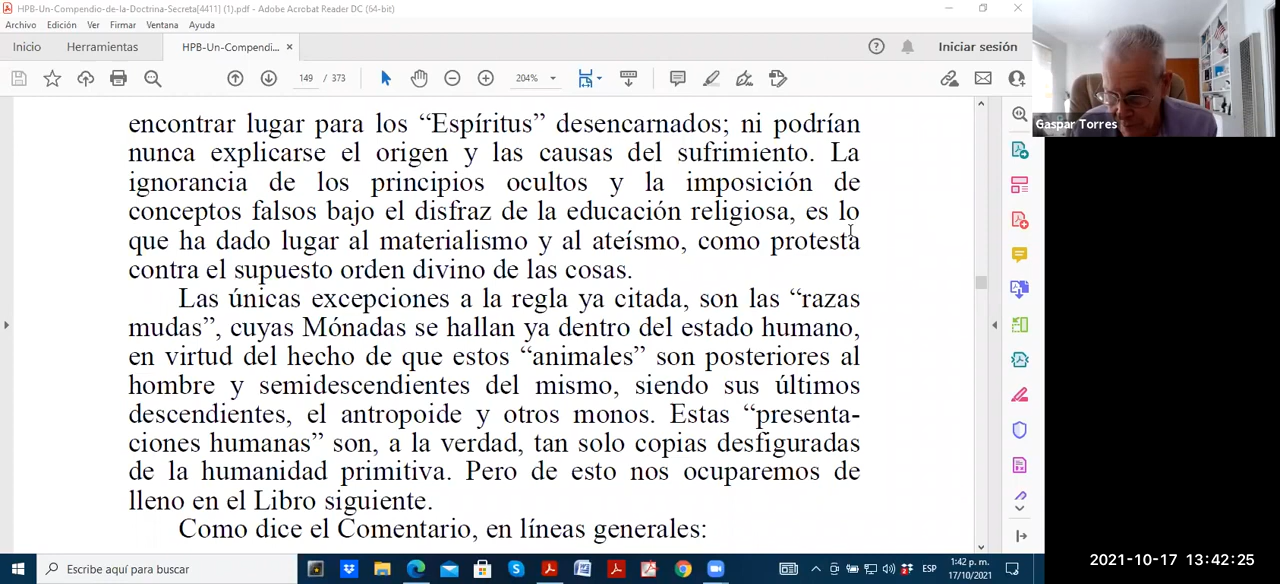 HPB-Un-Compendio-de-la-Doctrina-Secreta[4411] (1).pdf - Adobe Acrobat Reader DC (64-bit)
Archivo Edición Ver Firmar Ventana Ayuda
Inicio Herramientas HPB-Un-Compendi... × Iniciar sesión
149 / 373 204%
encontrar lugar para los “Espíritus” desencarnados; ni podrían
nunca explicarse el origen y las causas del sufrimiento. La
ignorancia de los principios ocultos y la imposición de
conceptos falsos bajo el disfraz de la educación religiosa, es lo
que ha dado lugar al materialismo y al ateísmo, como protesta
contra el supuesto orden divino de las cosas.
Las únicas excepciones a la regla ya citada, son las “razas
mudas”, cuyas Mónadas se hallan ya dentro del estado humano,
en virtud del hecho de que estos “animales” son posteriores al
hombre y semidescendientes del mismo, siendo sus últimos
descendientes, el antropoide y otros monos. Estas “presenta-
ciones humanas” son, a la verdad, tan solo copias desfiguradas
de la humanidad primitiva. Pero de esto nos ocuparemos de
lleno en el Libro siguiente.
Como dice el Comentario, en líneas generales:
Gaspar Torres
Escribe aquí para buscar
ESP
1:42 p. m.
17/10/2021
2021-10-17 13:42:25